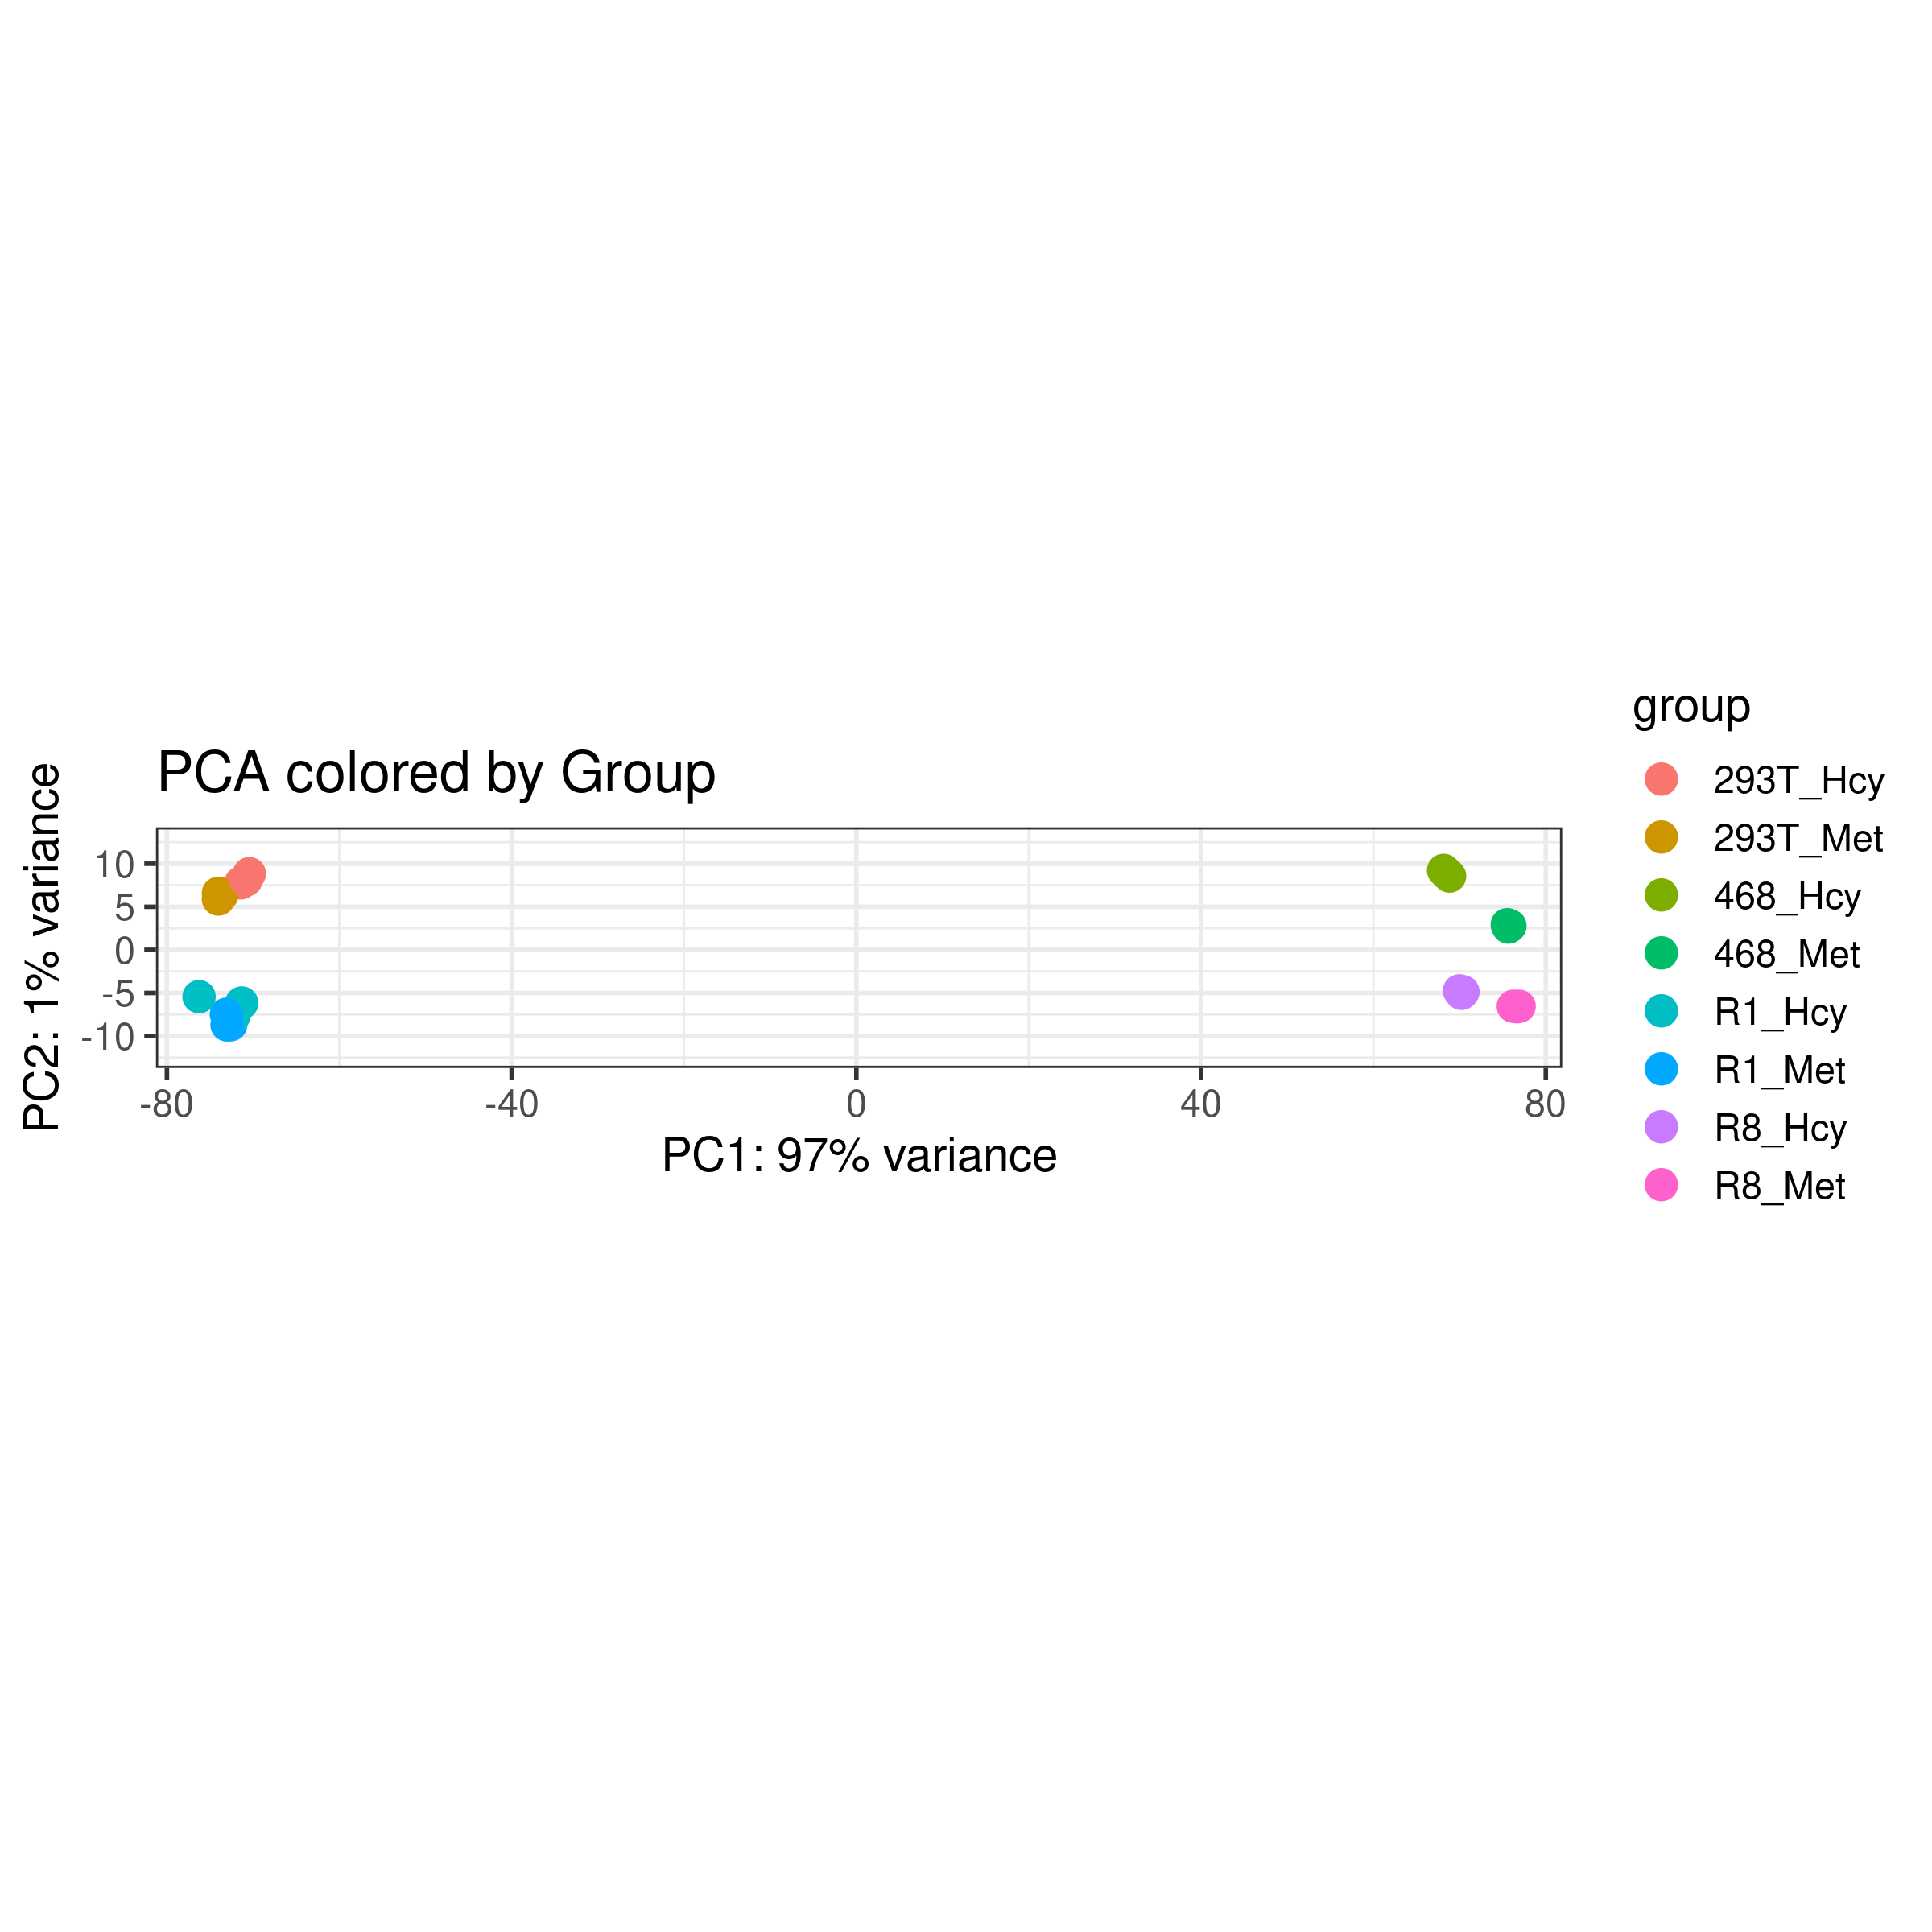 PCA colored by Group
PC2: 1% variance
10
5
0
-5
-10
-80
-40
0
40
80
PC1: 97% variance
group
293T_Hcy
293T_Met
468_Hcy
468_Met
R1_Hcy
R1_Met
R8_Hcy
R8_Met